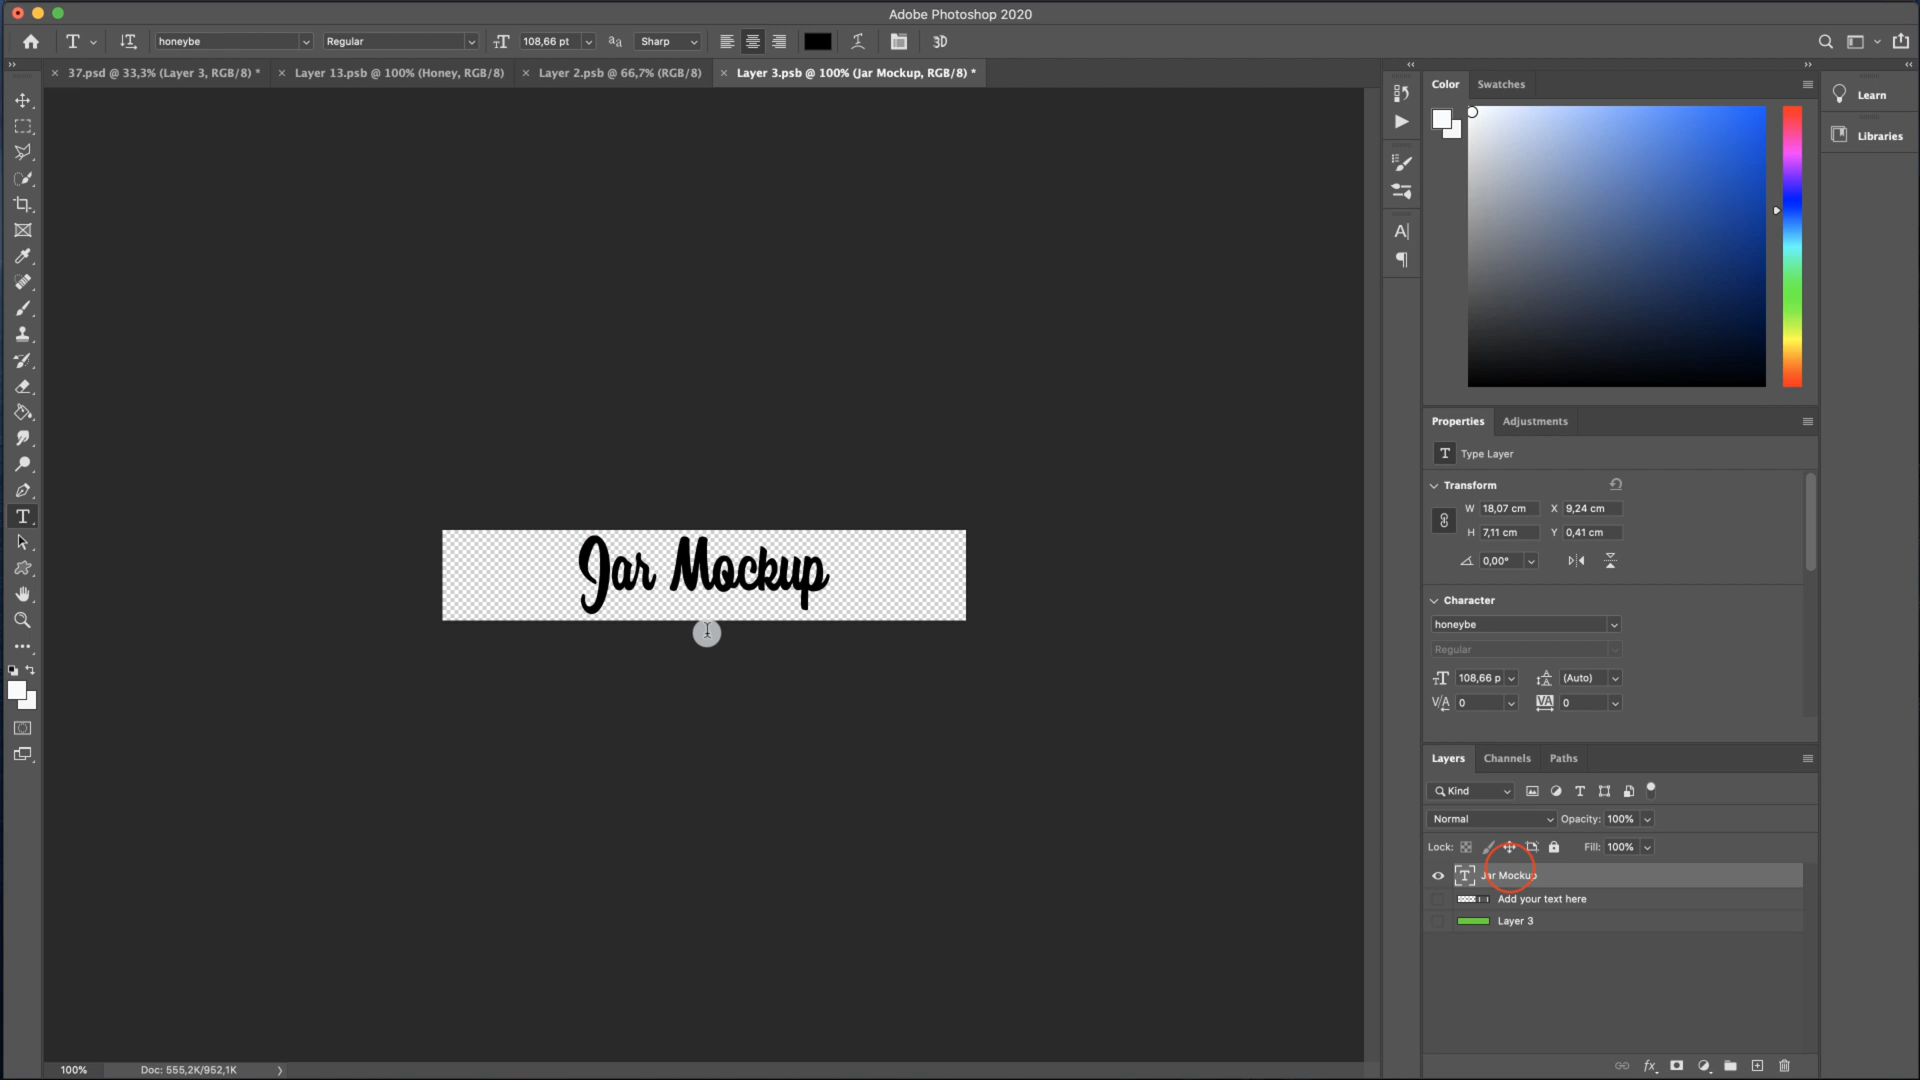 Adobe Photoshop 2020
honeybe Regular 108,66 pt Sharp 3D
37.psd @ 33,3% (Layer 3, RGB/8) * Layer 13.psb @ 100% (Honey, RGB/8) Layer 2.psb @ 66,7% (RGB/8) Layer 3.psb @ 100% (Jar Mockup, RGB/8) *
Color Swatches
Learn
Libraries
Properties Adjustments
Type Layer
Transform
W 18,07 cm X 9,24 cm
H 7,11 cm Y 0,41 cm
0,00°
Jar Mockup
Character
honeybe
Regular
108,66 p (Auto)
0 0
Layers Channels Paths
Kind
Normal Opacity: 100%
Lock: Fill: 100%
Jar Mockup
Add your text here
Layer 3
100% Doc: 555,2K/952,1K